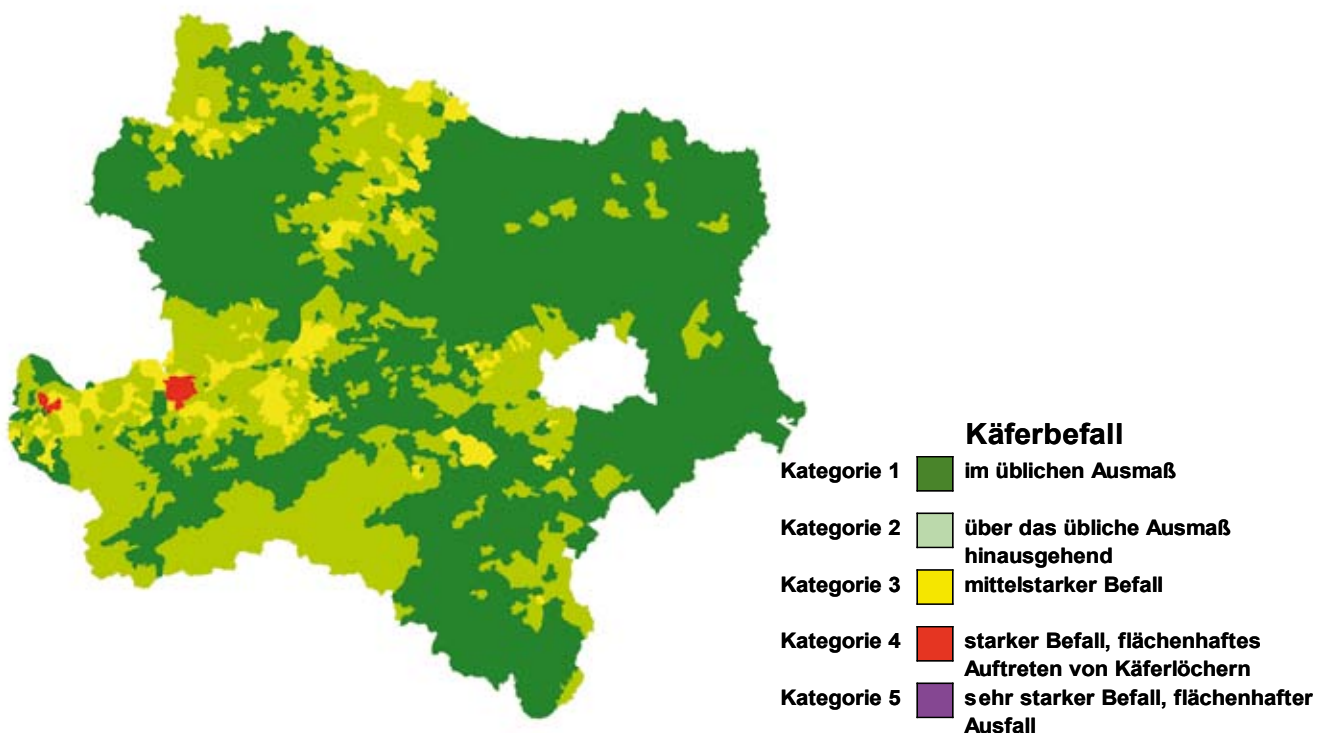 Käferbefall
Kategorie 1 im üblichen Ausmaß
Kategorie 2 über das übliche Ausmaß
hinausgehend
Kategorie 3 mittelstarker Befall
Kategorie 4 starker Befall, flächenhaftes
Auftreten von Käferlöchern
Kategorie 5 sehr starker Befall, flächenhafter
Ausfall